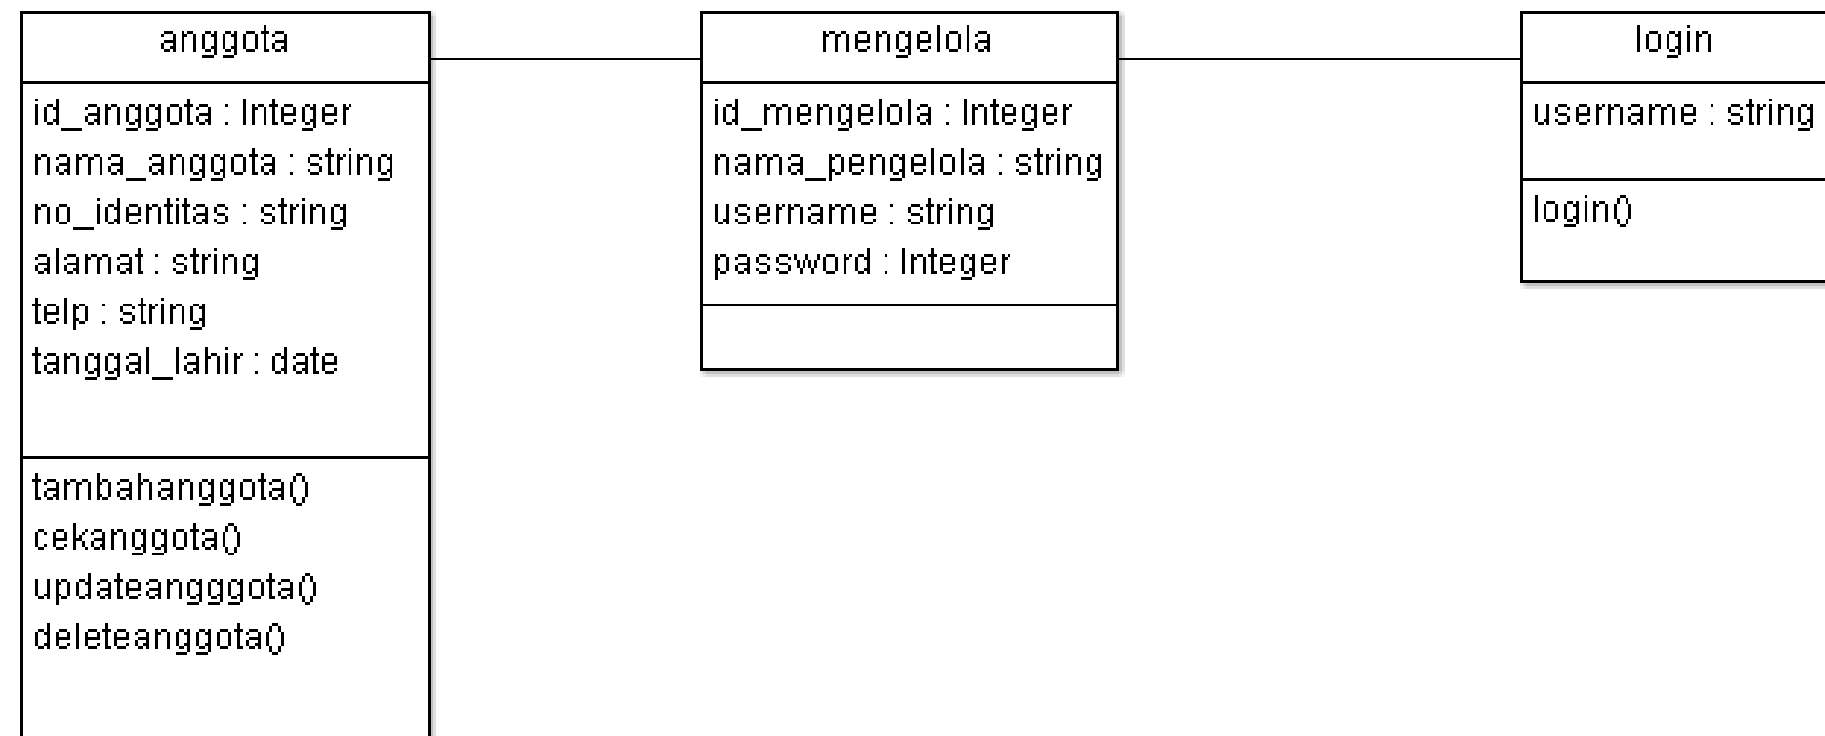 anggota
id_anggota : Integer
nama_anggota : string
no_identitas : string
alamat : string
telp : string
tanggal_lahir : date
tambahanggota()
cekanggota()
updateangggota()
deleteanggota()
mengelola
id_mengelola : Integer
nama_pengelola : string
username : string
password : Integer
login
username : string
login()